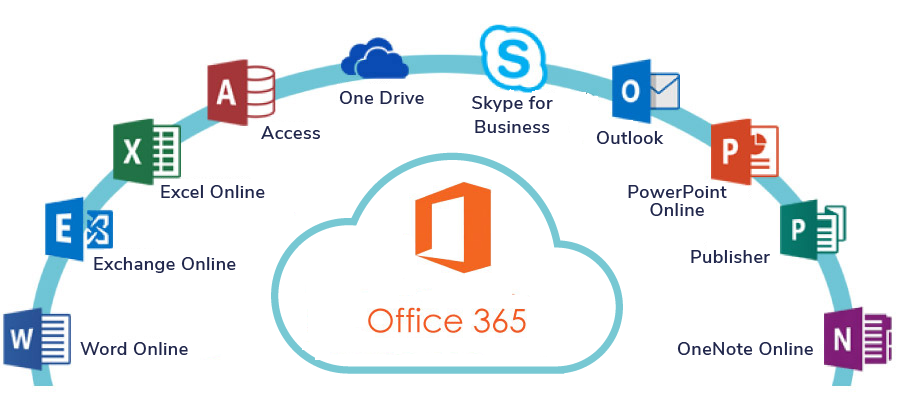 One Drive
Skype for
Business
Access
Outlook
Excel Online
PowerPoint
Online
Exchange Online
Publisher
Word Online
OneNote Online
Office 365
A
S
O
X
P
E
P
W
N